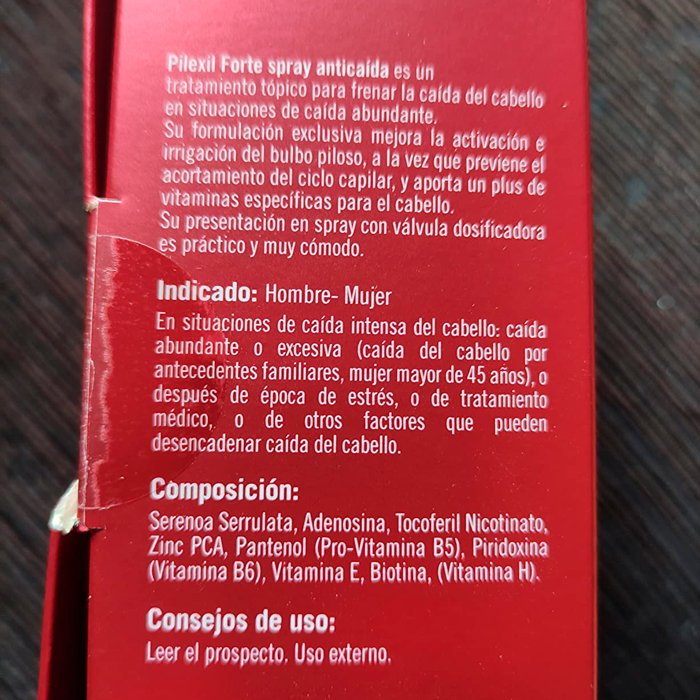 Pilexil Forte spray anticaída es un
tratamiento tópico para frenar la caída del cabello
en situaciones de caída abundante.
Su formulación exclusiva mejora la activación e
irrigación del bulbo piloso, a la vez que previene el
acortamiento del ciclo capilar, y aporta un plus de
vitaminas específicas para el cabello.
Su presentación en spray con válvula dosificadora
es práctico y muy cómodo.
Indicado: Hombre- Mujer
En situaciones de caída intensa del cabello: caída
abundante o excesiva (caída del cabello por
antecedentes familiares, mujer mayor de 45 años), o
después de época de estrés, o de tratamiento
médico, o de otros factores que pueden
desencadenar caída del cabello.
Composición:
Serenoa Serrulata, Adenosina, Tocoferil Nicotinato,
Zinc PCA, Pantenol (Pro-Vitamina B5), Piridoxina
(Vitamina B6), Vitamina E, Biotina, (Vitamina H).
Consejos de uso:
Leer el prospecto. Uso externo.